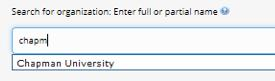 Search for organization: Enter full or partial name
chapm
Chapman University